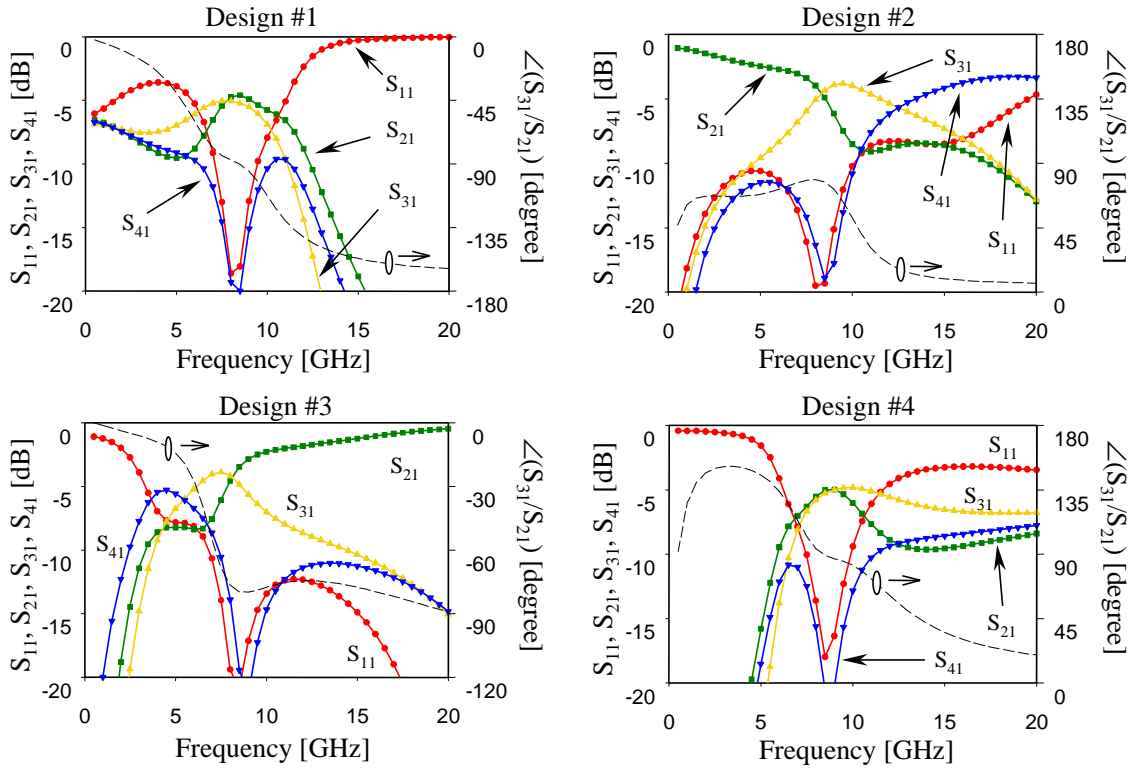 Design #1
S11, S21, S31, S41 [dB]
0
-5
-10
-15
-20
0
-45
-90
-135
-180
∠(S31/S21) [degree]
S11
S21
S31
S41
0 5 10 15 20
Frequency [GHz]
Design #2
S11, S21, S31, S41 [dB]
0
-5
-10
-15
-20
180
135
90
45
0
∠(S31/S21) [degree]
S31
S21
S41
S11
0 5 10 15 20
Frequency [GHz]
Design #3
S11, S21, S31, S41 [dB]
0
-5
-10
-15
-20
0
-30
-60
-90
-120
∠(S31/S21) [degree]
S21
S31
S41
S11
0 5 10 15 20
Frequency [GHz]
Design #4
S11, S21, S31, S41 [dB]
0
-5
-10
-15
-20
180
135
90
45
0
∠(S31/S21) [degree]
S11
S31
S21
S41
0 5 10 15 20
Frequency [GHz]